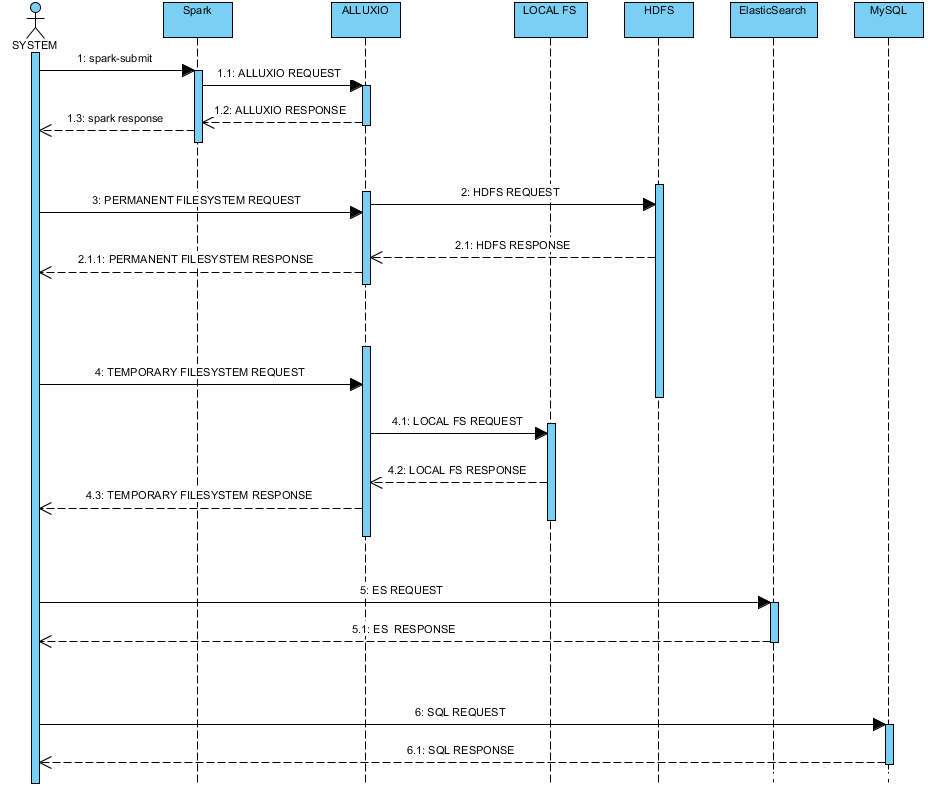 Spark
ALLUXIO
LOCAL FS
HDFS
ElasticSearch
MySQL
SYSTEM
1: spark-submit
1.1: ALLUXIO REQUEST
1.2: ALLUXIO RESPONSE
1.3: spark response
2: HDFS REQUEST
3: PERMANENT FILESYSTEM REQUEST
2.1: HDFS RESPONSE
2.1.1: PERMANENT FILESYSTEM RESPONSE
4: TEMPORARY FILESYSTEM REQUEST
4.1: LOCAL FS REQUEST
4.2: LOCAL FS RESPONSE
4.3: TEMPORARY FILESYSTEM RESPONSE
5: ES REQUEST
5.1: ES RESPONSE
6: SQL REQUEST
6.1: SQL RESPONSE